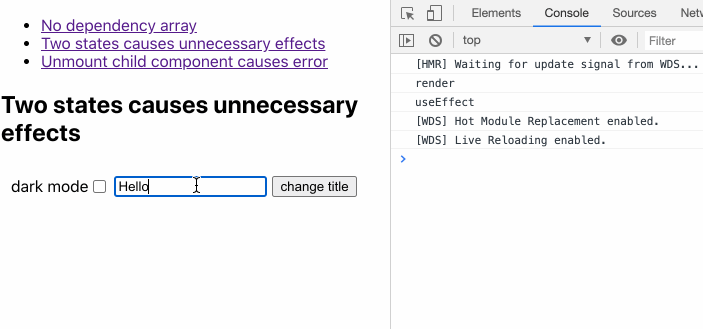 No dependency array
Two states causes unnecessary effects
Unmount child component causes error
Two states causes unnecessary
effects
dark mode Hello change title
Elements Console Sources Netw
top Filter
[HMR] Waiting for update signal from WDS...
render
useEffect
[WDS] Hot Module Replacement enabled.
[WDS] Live Reloading enabled.